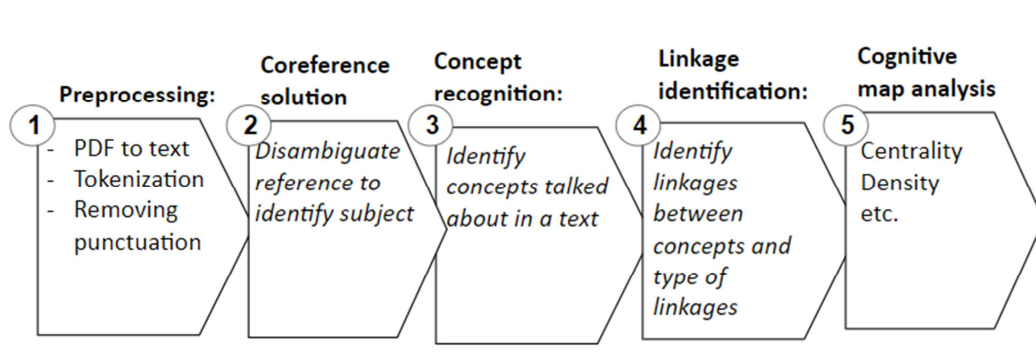 Preprocessing:
1
- PDF to text
- Tokenization
- Removing
punctuation
Coreference
solution
2
Disambiguate
reference to
identify subject
Concept
recognition:
3
Identify
concepts talked
about in a text
Linkage
identification:
4
Identify
linkages
between
concepts and
type of
linkages
Cognitive
map analysis
5
Centrality
Density
etc.